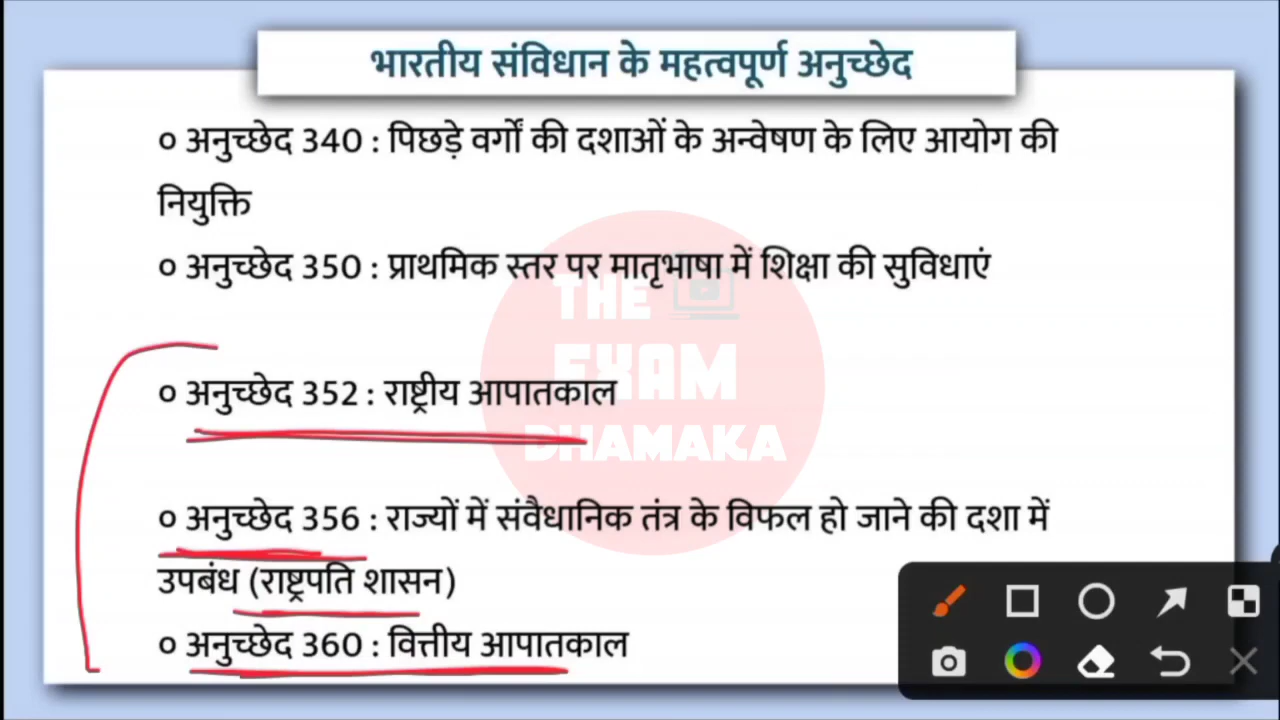 भारतीय संविधान के महत्वपूर्ण अनुच्छेद
o अनुच्छेद 340 : पिछड़े वर्गों की दशाओं के अन्वेषण के लिए आयोग की
नियुक्ति
o अनुच्छेद 350 : प्राथमिक स्तर पर मातृभाषा में शिक्षा की सुविधाएं
THE
EXAM
DHAMAKA
o अनुच्छेद 352 : राष्ट्रीय आपातकाल
o अनुच्छेद 356 : राज्यों में संवैधानिक तंत्र के विफल हो जाने की दशा में
उपबंध (राष्ट्रपति शासन)
o अनुच्छेद 360 : वित्तीय आपातकाल